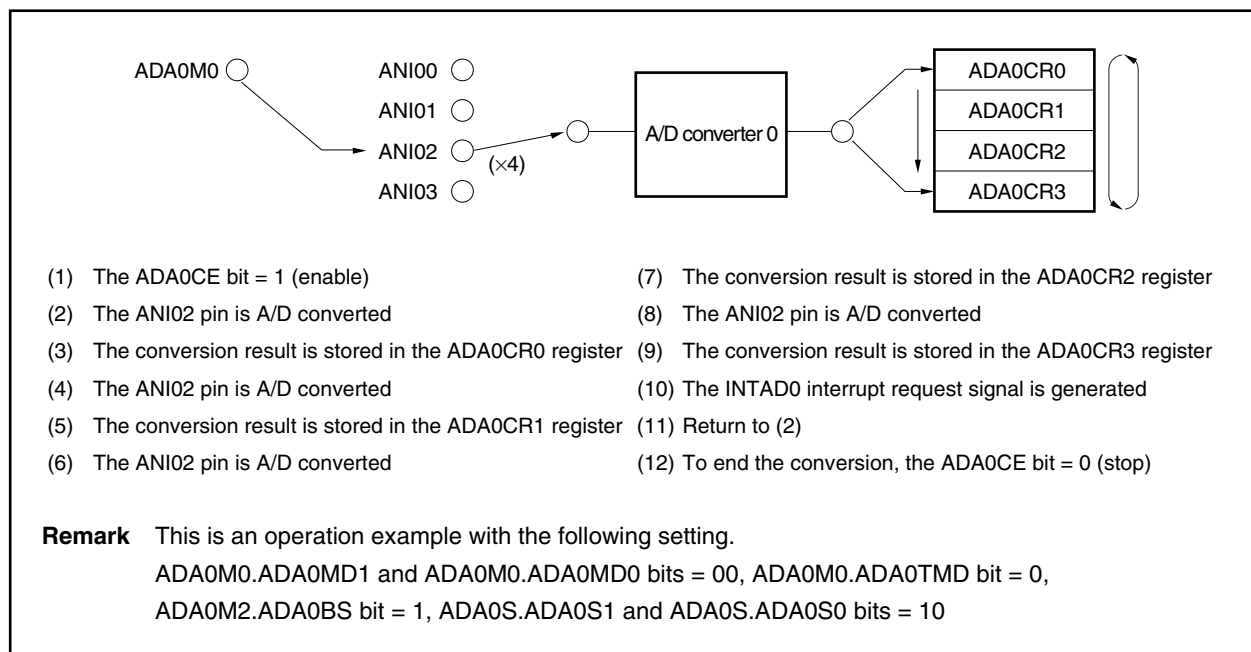 ADA0M0
ANI00
ANI01
ANI02
ANI03
(×4)
A/D converter 0
ADA0CR0
ADA0CR1
ADA0CR2
ADA0CR3
(1) The ADA0CE bit = 1 (enable)
(2) The ANI02 pin is A/D converted
(3) The conversion result is stored in the ADA0CR0 register
(4) The ANI02 pin is A/D converted
(5) The conversion result is stored in the ADA0CR1 register
(6) The ANI02 pin is A/D converted
(7) The conversion result is stored in the ADA0CR2 register
(8) The ANI02 pin is A/D converted
(9) The conversion result is stored in the ADA0CR3 register
(10) The INTAD0 interrupt request signal is generated
(11) Return to (2)
(12) To end the conversion, the ADA0CE bit = 0 (stop)
Remark This is an operation example with the following setting.
ADA0M0.ADA0MD1 and ADA0M0.ADA0MD0 bits = 00, ADA0M0.ADA0TMD bit = 0,
ADA0M2.ADA0BS bit = 1, ADA0S.ADA0S1 and ADA0S.ADA0S0 bits = 10